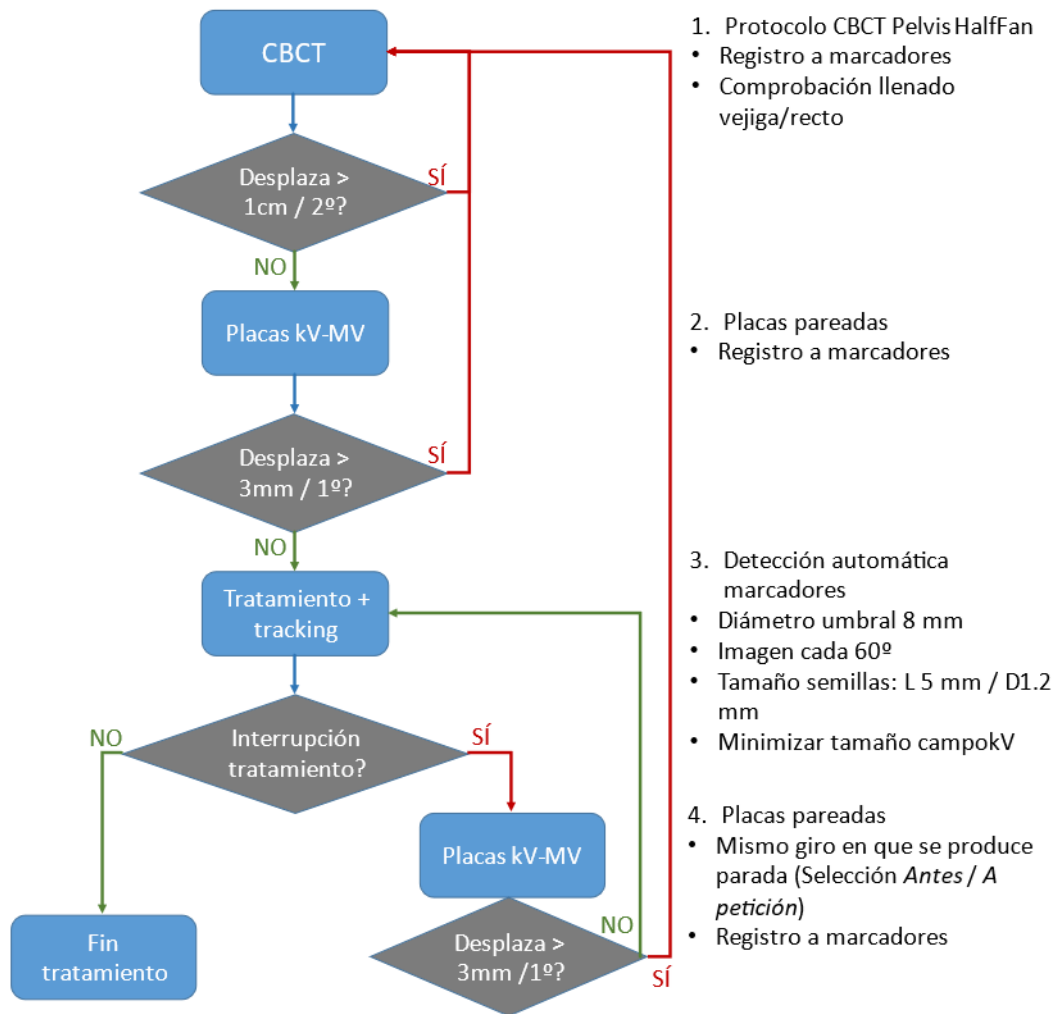 CBCT
Desplaza >
1cm / 2º?
SÍ
NO
Placas kV-MV
Desplaza >
3mm / 1º?
SÍ
NO
Tratamiento +
tracking
Interrupción
tratamiento?
NO
SÍ
Placas kV-MV
Desplaza >
3mm /1º?
NO
SÍ
Fin
tratamiento
1. Protocolo CBCT Pelvis HalfFan
• Registro a marcadores
• Comprobación llenado
vejiga/recto
2. Placas pareadas
• Registro a marcadores
3. Detección automática
marcadores
• Diámetro umbral 8 mm
• Imagen cada 60º
• Tamaño semillas: L 5 mm / D1.2
mm
• Minimizar tamaño campokV
4. Placas pareadas
• Mismo giro en que se produce
parada (Selección Antes / A
petición)
• Registro a marcadores